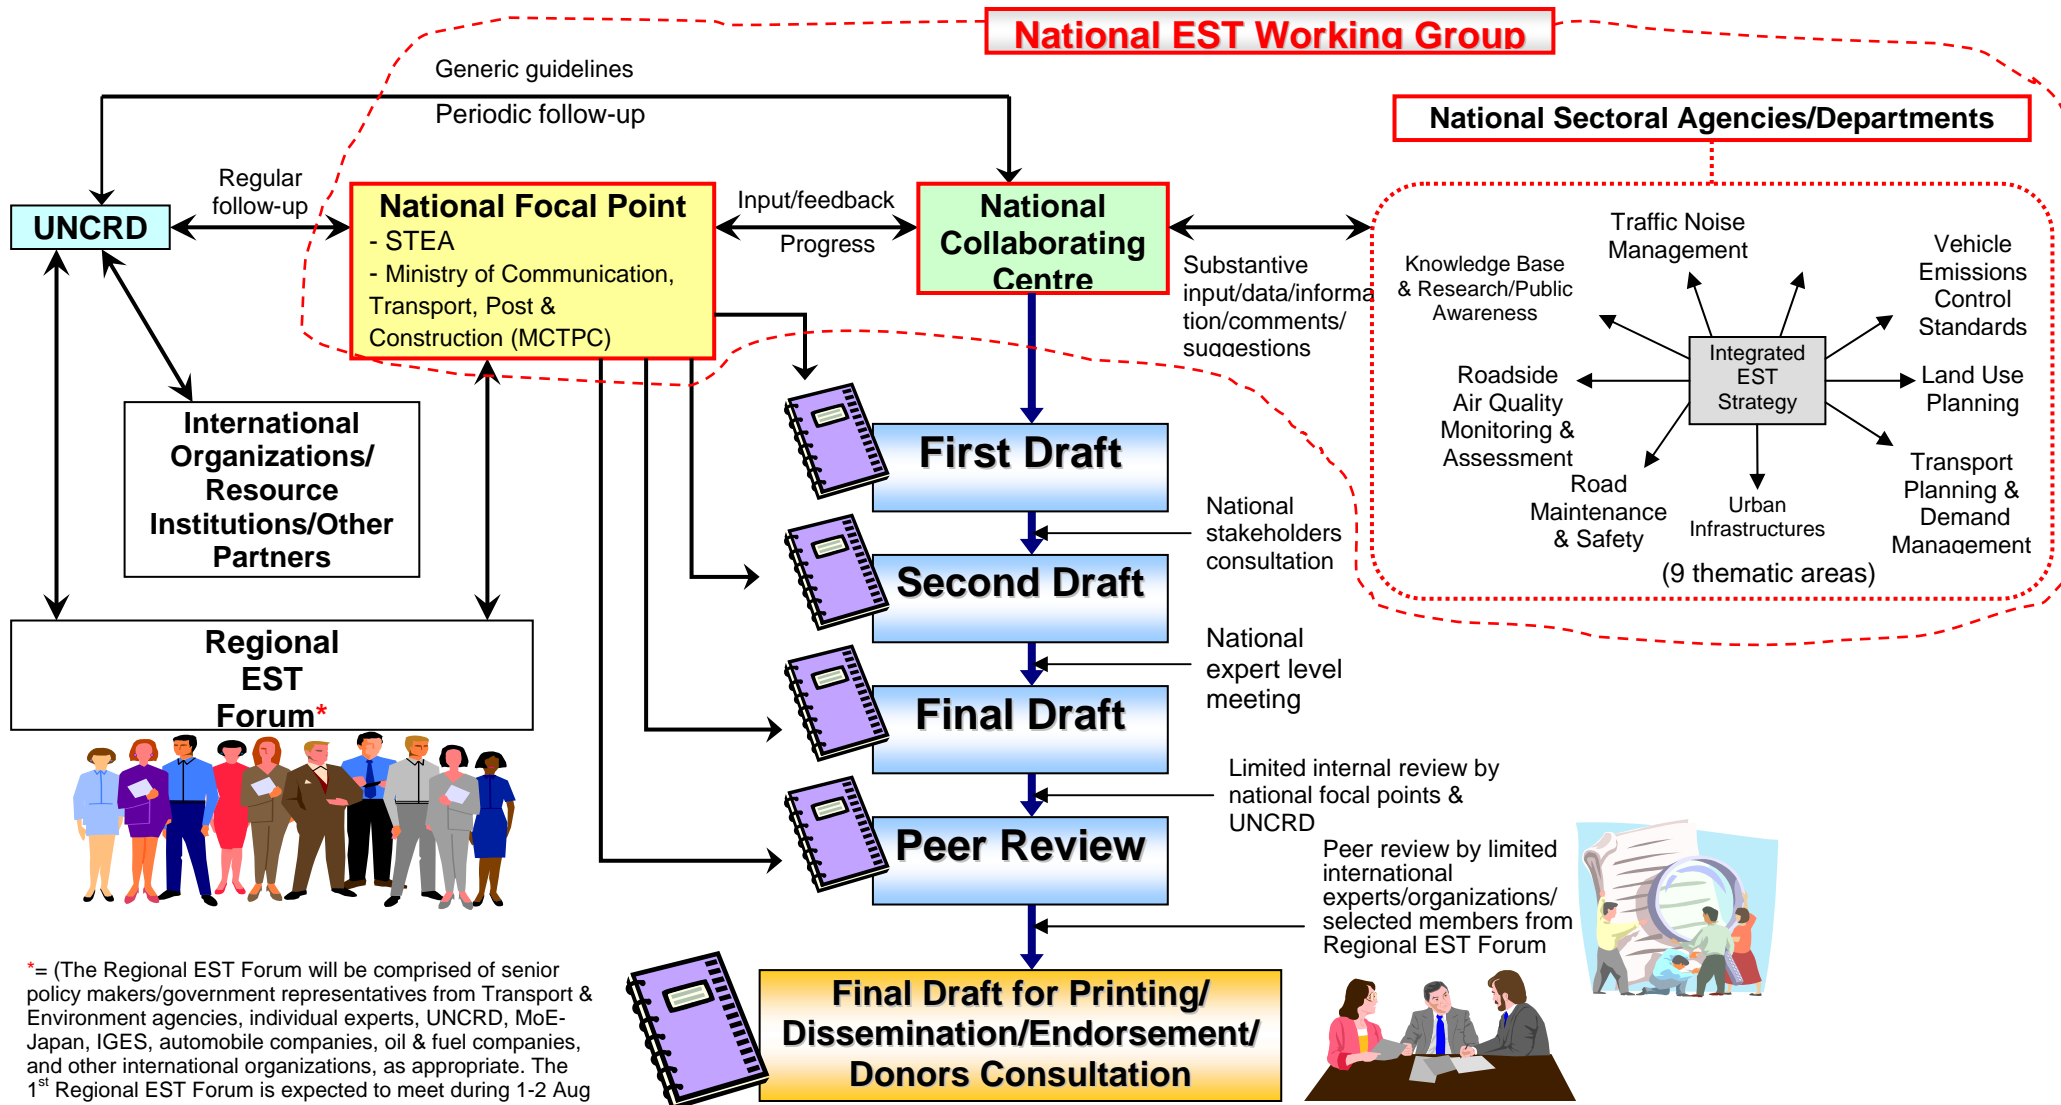 National EST Working Group
Generic guidelines
Periodic follow-up
National Sectoral Agencies/Departments
Regular
follow-up
UNCRD
National Focal Point
- STEA
- Ministry of Communication,
Transport, Post &
Construction (MCTPC)
Input/feedback
Progress
National
Collaborating
Centre
Substantive
input/data/informa
tion/comments/
suggestions
Traffic Noise
Management
Knowledge Base
& Research/Public
Awareness
Vehicle
Emissions
Control
Standards
Integrated
EST
Strategy
Roadside
Air Quality
Monitoring &
Assessment
Land Use
Planning
Road
Maintenance
& Safety
Urban
Infrastructures
Transport
Planning &
Demand
Management
(9 thematic areas)
International
Organizations/
Resource
Institutions/Other
Partners
Regional
EST
Forum*
First Draft
National
stakeholders
consultation
Second Draft
National
expert level
meeting
Final Draft
Limited internal review by
national focal points &
UNCRD
Peer Review
Peer review by limited
international
experts/organizations/
selected members from
Regional EST Forum
Final Draft for Printing/
Dissemination/Endorsement/
Donors Consultation
*= (The Regional EST Forum will be comprised of senior
policy makers/government representatives from Transport &
Environment agencies, individual experts, UNCRD, MoE-
Japan, IGES, automobile companies, oil & fuel companies,
and other international organizations, as appropriate. The
1st Regional EST Forum is expected to meet during 1-2 Aug